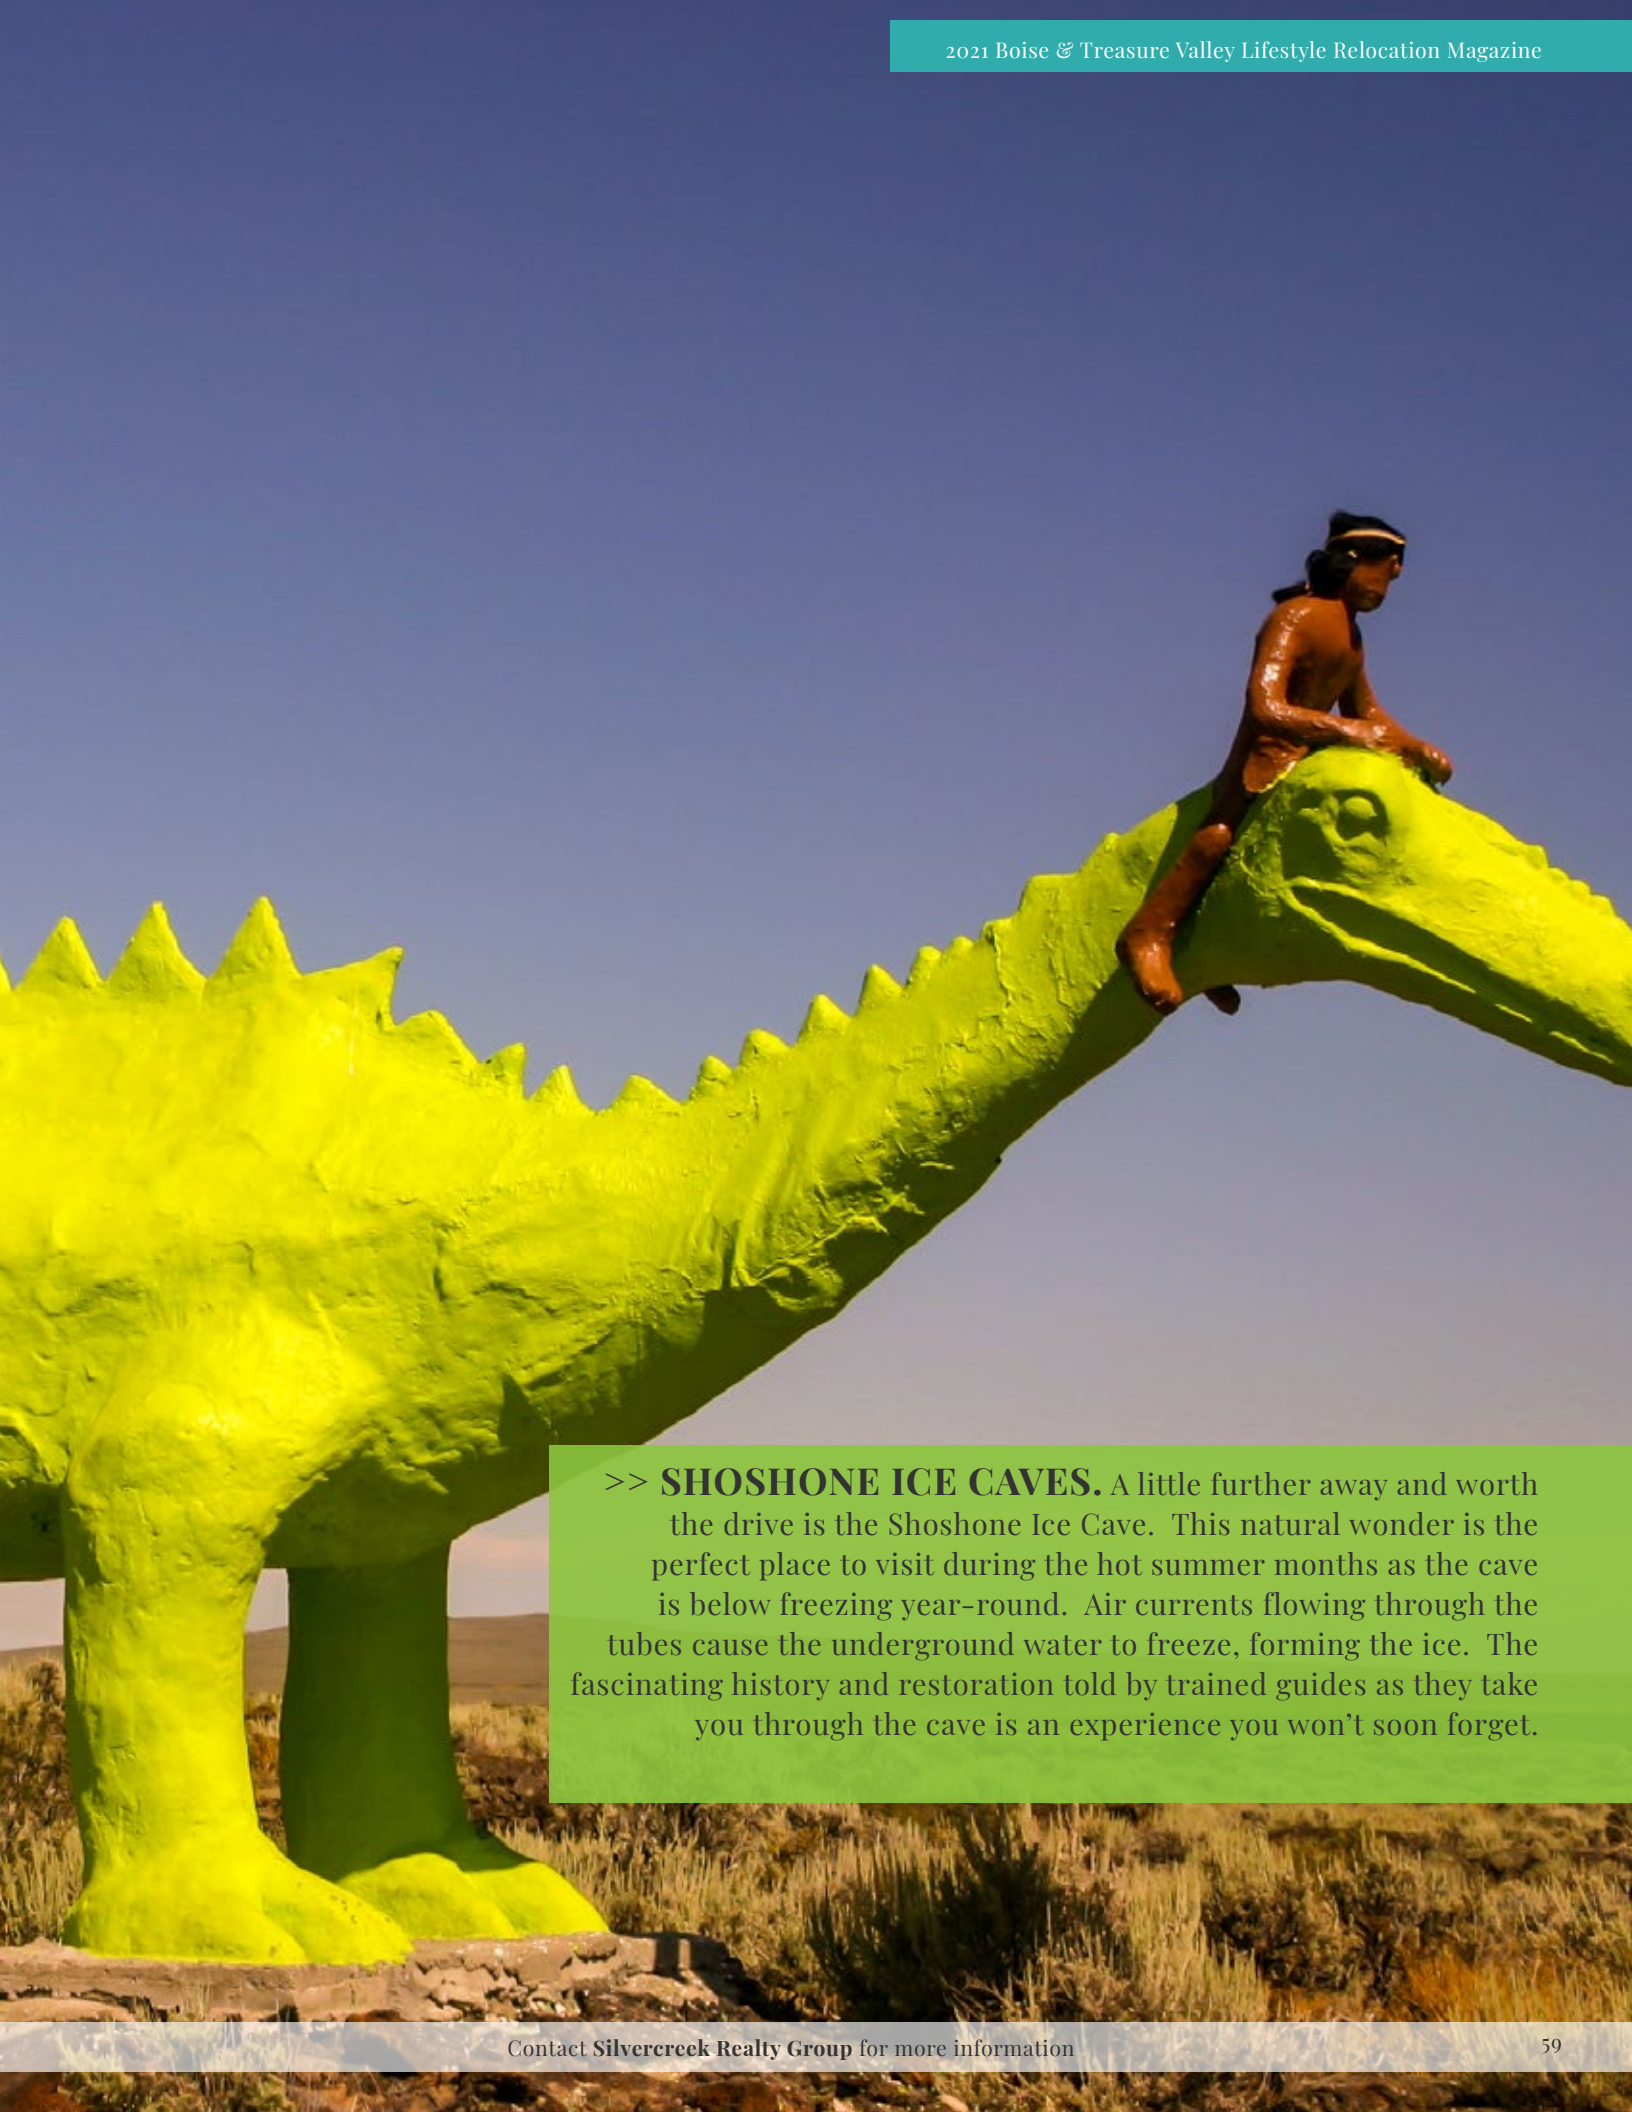 2021 Boise & Treasure Valley Lifestyle Relocation Magazine
>> SHOSHONE ICE CAVES. A little further away and worth
the drive is the Shoshone Ice Cave. This natural wonder is the
perfect place to visit during the hot summer months as the cave
is below freezing year-round. Air currents flowing through the
tubes cause the underground water to freeze, forming the ice. The
fascinating history and restoration told by trained guides as they take
you through the cave is an experience you won’t soon forget.
Contact Silvercreek Realty Group for more information
59